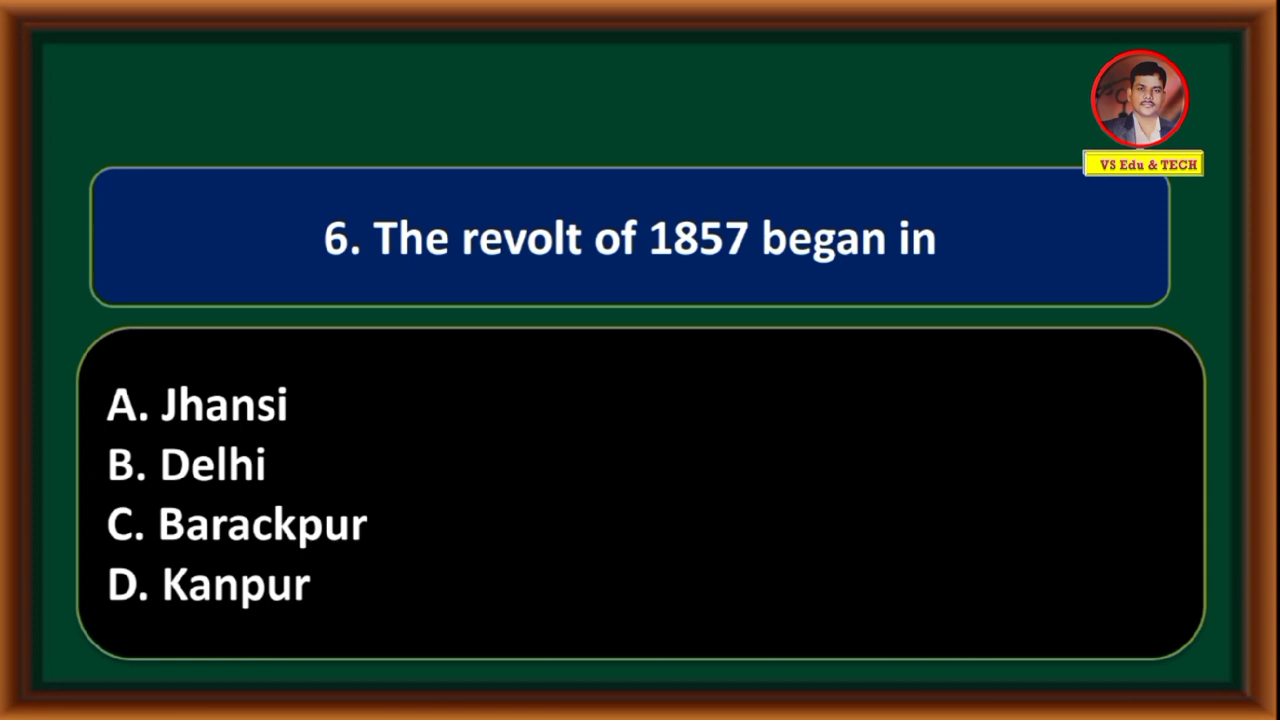 VS Edu & TECH
6. The revolt of 1857 began in
A. Jhansi
B. Delhi
C. Barackpur
D. Kanpur